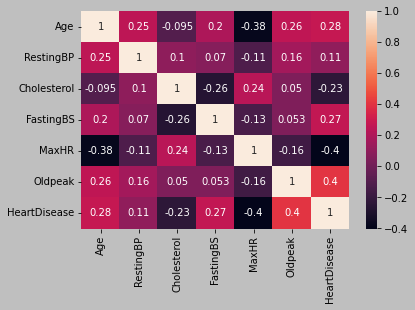 Age 1 0.25 -0.095 0.2 -0.38 0.26 0.28
RestingBP 0.25 1 0.1 0.07 -0.11 0.16 0.11
Cholesterol -0.095 0.1 1 -0.26 0.24 0.05 -0.23
FastingBS 0.2 0.07 -0.26 1 -0.13 0.053 0.27
MaxHR -0.38 -0.11 0.24 -0.13 1 -0.16 -0.4
Oldpeak 0.26 0.16 0.05 0.053 -0.16 1 0.4
HeartDisease 0.28 0.11 -0.23 0.27 -0.4 0.4 1
Age RestingBP Cholesterol FastingBS MaxHR Oldpeak HeartDisease
1.0
0.8
0.6
0.4
0.2
0.0
−0.2
−0.4